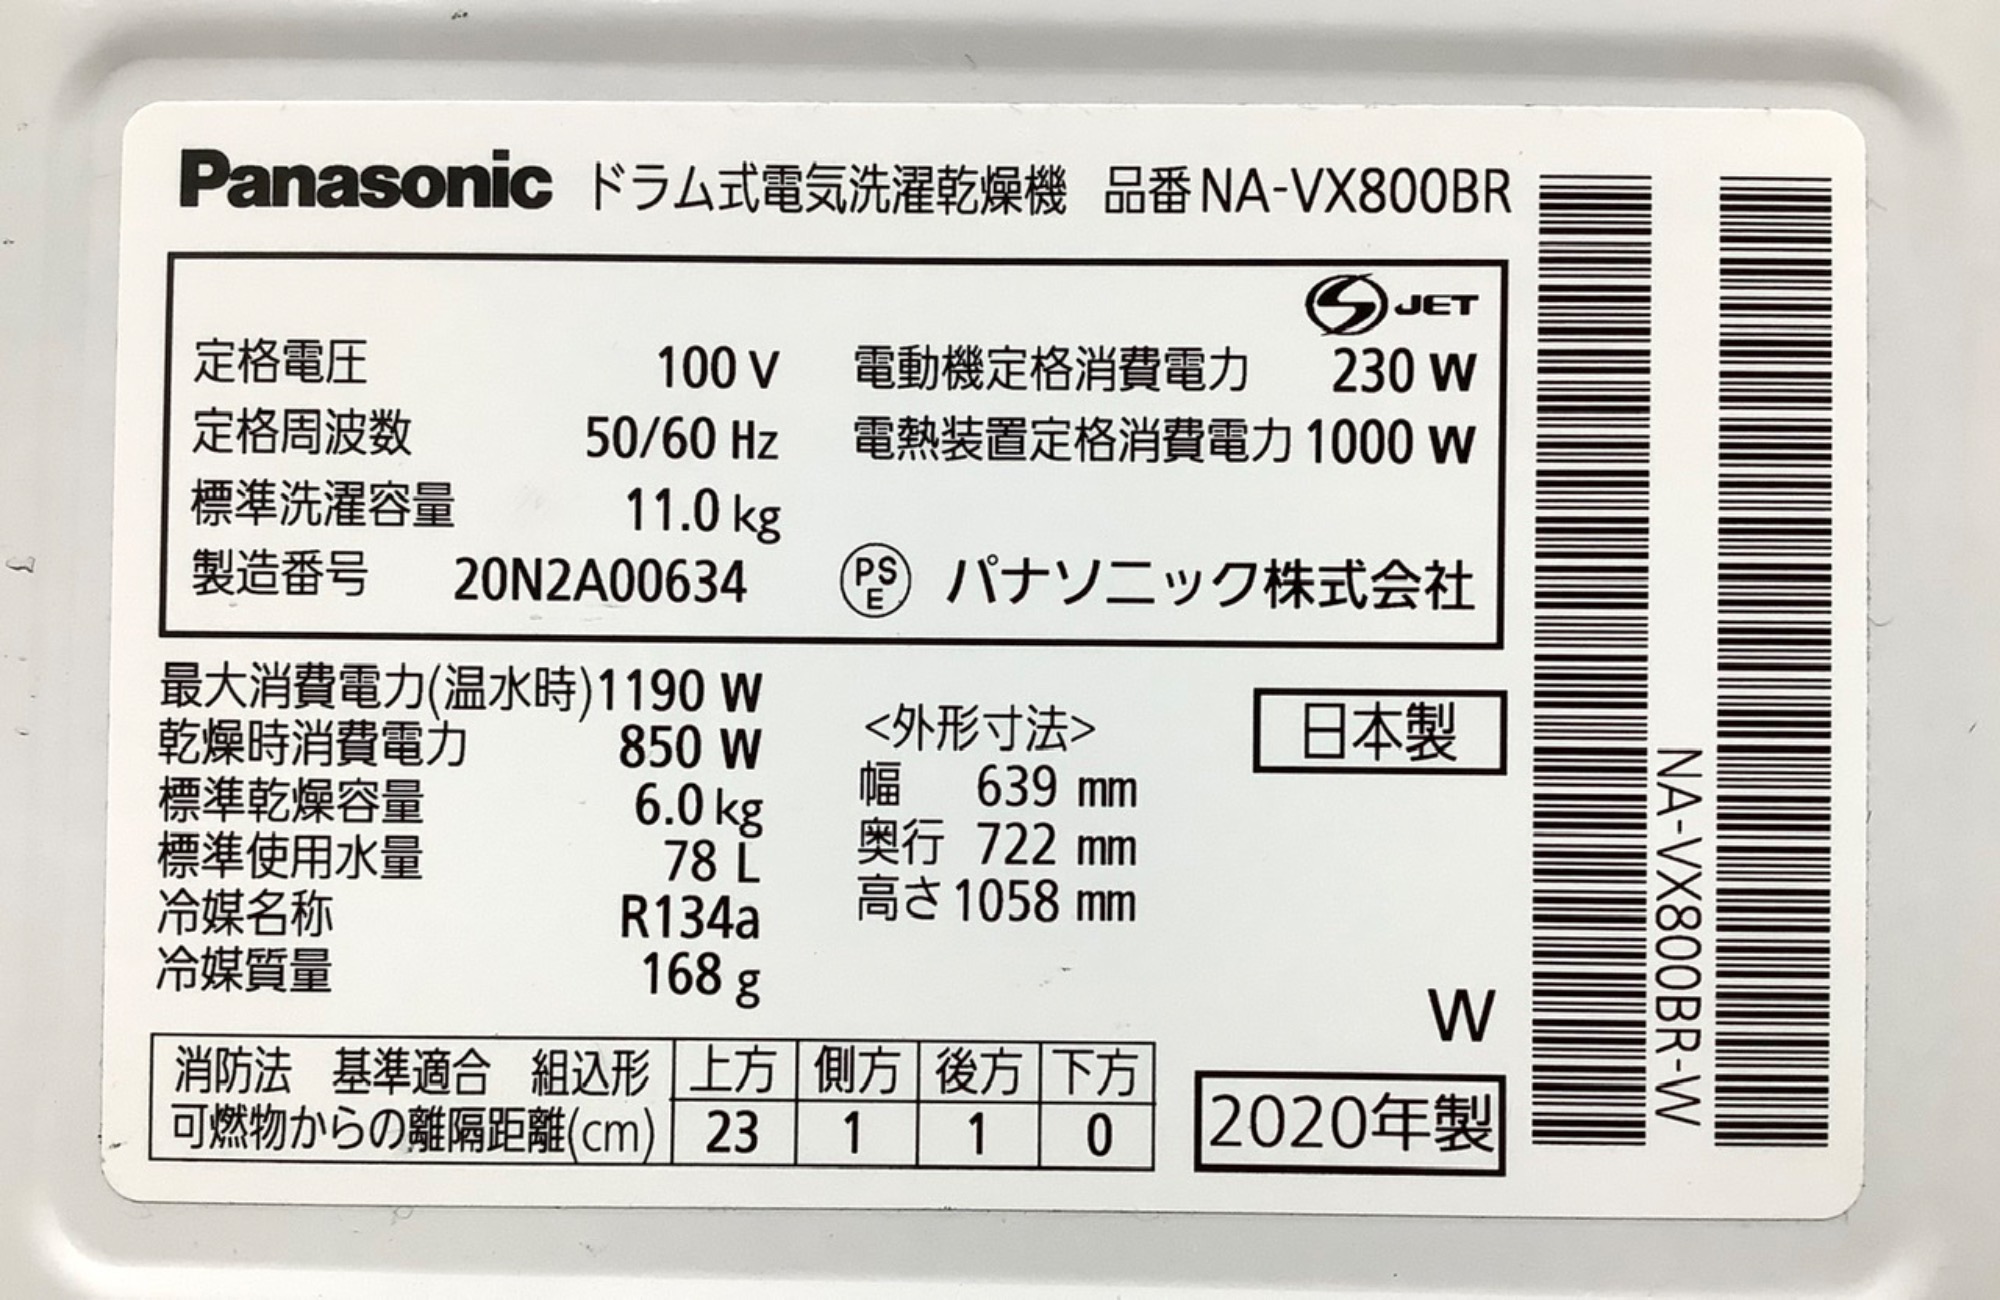 Panasonic ドラム式電気洗濯乾燥機 品番 NA-VX800BR
JET
定格電圧 100 V 電動機定格消費電力 230 W
定格周波数 50/60 Hz 電熱装置定格消費電力 1000 W
標準洗濯容量 11.0 kg
製造番号 20N2A00634 PSE パナソニック株式会社
最大消費電力(温水時) 1190 W
乾燥時消費電力 850 W
標準乾燥容量 6.0 kg
標準使用水量 78 L
冷媒名称 R134a
冷媒質量 168 g
<外形寸法>
幅 639 mm
奥行 722 mm
高さ 1058 mm
日本製
W
消防法 基準適合 組込形 上方 側方 後方 下方
可燃物からの離隔距離(cm) 23 1 1 0
2020年製
NA-VX800BR-W